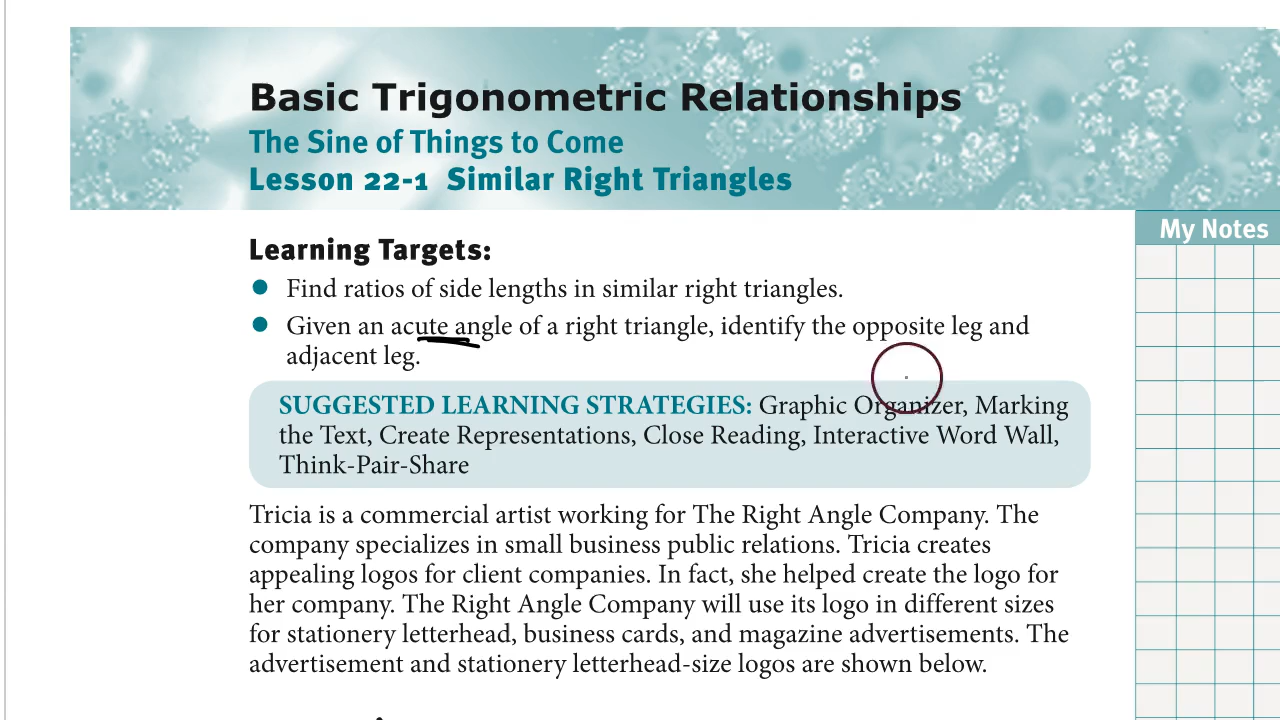 Basic Trigonometric Relationships
The Sine of Things to Come
Lesson 22-1 Similar Right Triangles
My Notes
Learning Targets:
Find ratios of side lengths in similar right triangles.
Given an acute angle of a right triangle, identify the opposite leg and
adjacent leg.
SUGGESTED LEARNING STRATEGIES: Graphic Organizer, Marking
the Text, Create Representations, Close Reading, Interactive Word Wall,
Think-Pair-Share
Tricia is a commercial artist working for The Right Angle Company. The
company specializes in small business public relations. Tricia creates
appealing logos for client companies. In fact, she helped create the logo for
her company. The Right Angle Company will use its logo in different sizes
for stationery letterhead, business cards, and magazine advertisements. The
advertisement and stationery letterhead-size logos are shown below.